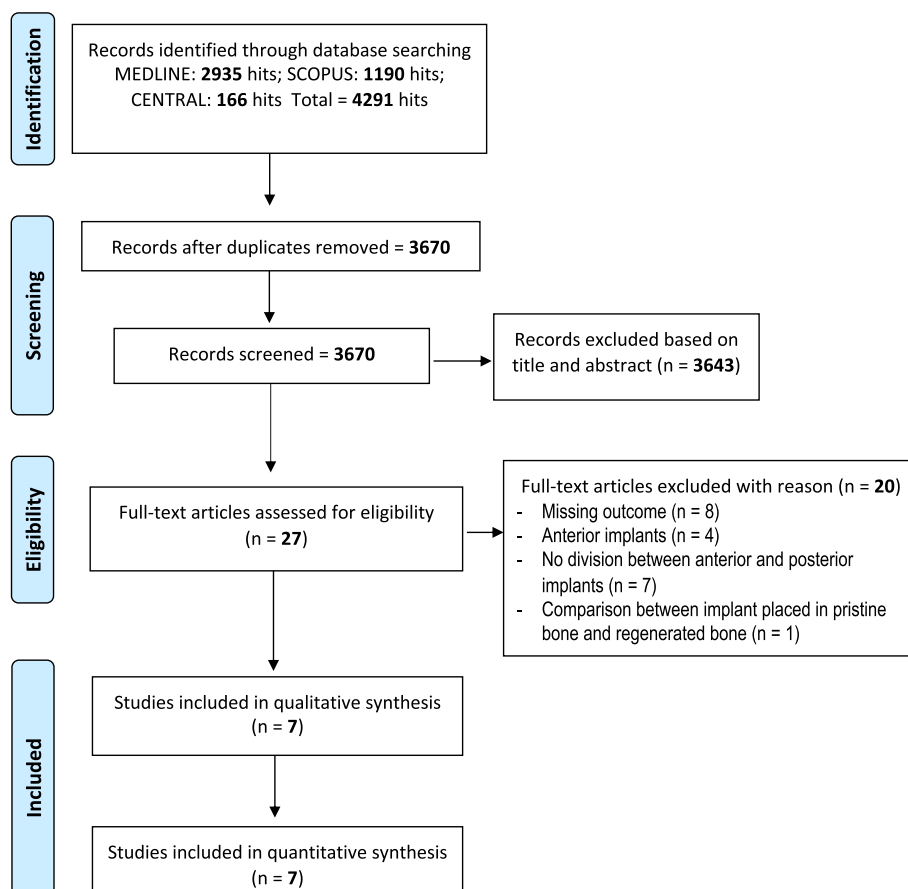 Identification
Records identified through database searching
MEDLINE: 2935 hits; SCOPUS: 1190 hits;
CENTRAL: 166 hits Total = 4291 hits
Screening
Records after duplicates removed = 3670
Records screened = 3670
Records excluded based on
title and abstract (n = 3643)
Eligibility
Full-text articles assessed for eligibility
(n = 27)
Full-text articles excluded with reason (n = 20)
- Missing outcome (n = 8)
- Anterior implants (n = 4)
- No division between anterior and posterior
implants (n = 7)
- Comparison between implant placed in pristine
bone and regenerated bone (n = 1)
Included
Studies included in qualitative synthesis
(n = 7)
Studies included in quantitative synthesis
(n = 7)